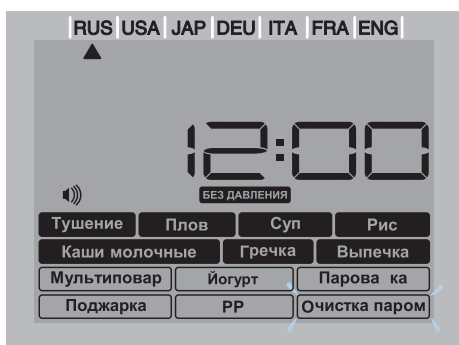 RUS USA JAP DEU ITA FRA ENG
12:00
БЕЗ ДАВЛЕНИЯ
Тушение Плов Суп Рис
Каши молочные Гречка Выпечка
Мультиповар Йогурт Парова ка
Поджарка РР Очистка паром